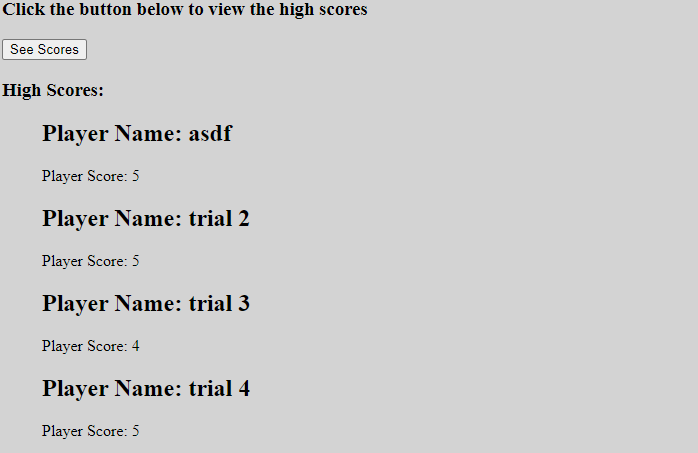 Click the button below to view the high scores
See Scores
High Scores:
Player Name: asdf
Player Score: 5
Player Name: trial 2
Player Score: 5
Player Name: trial 3
Player Score: 4
Player Name: trial 4
Player Score: 5